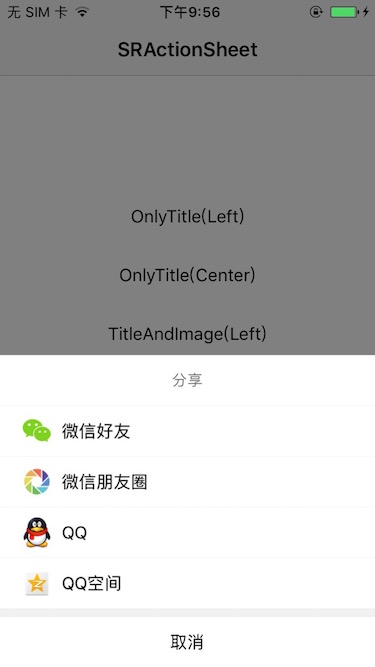 无 SIM 卡 下午9:56
SRActionSheet
OnlyTitle(Left)
OnlyTitle(Center)
TitleAndImage(Left)
分享
微信好友
微信朋友圈
QQ
QQ空间
取消